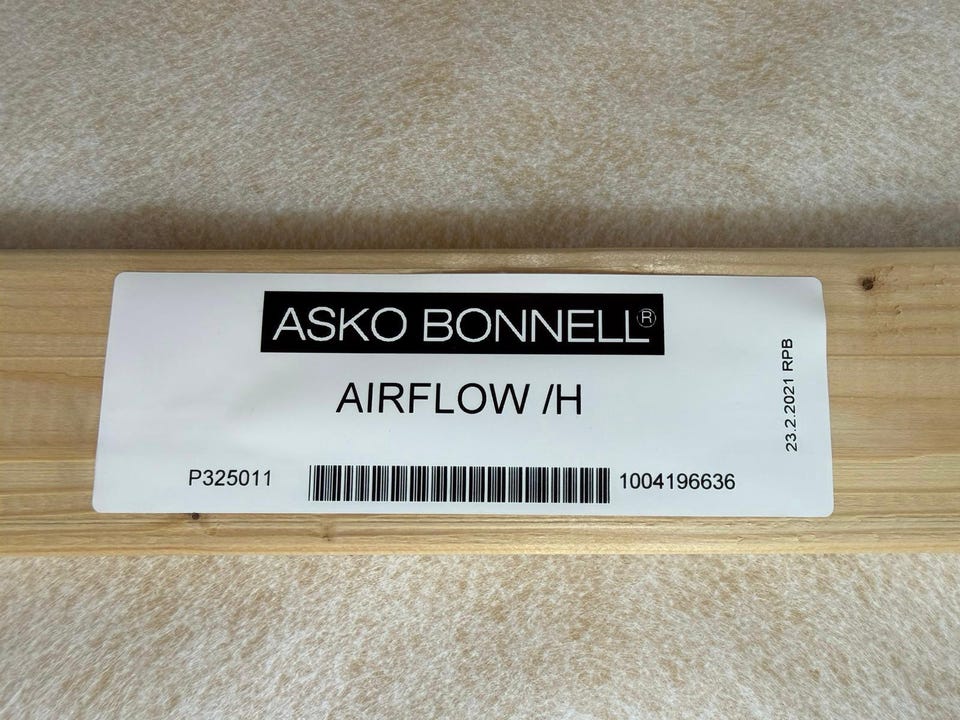 ASKO BONNELL®
AIRFLOW /H
P325011
1004196636
23.2.2021 RPB